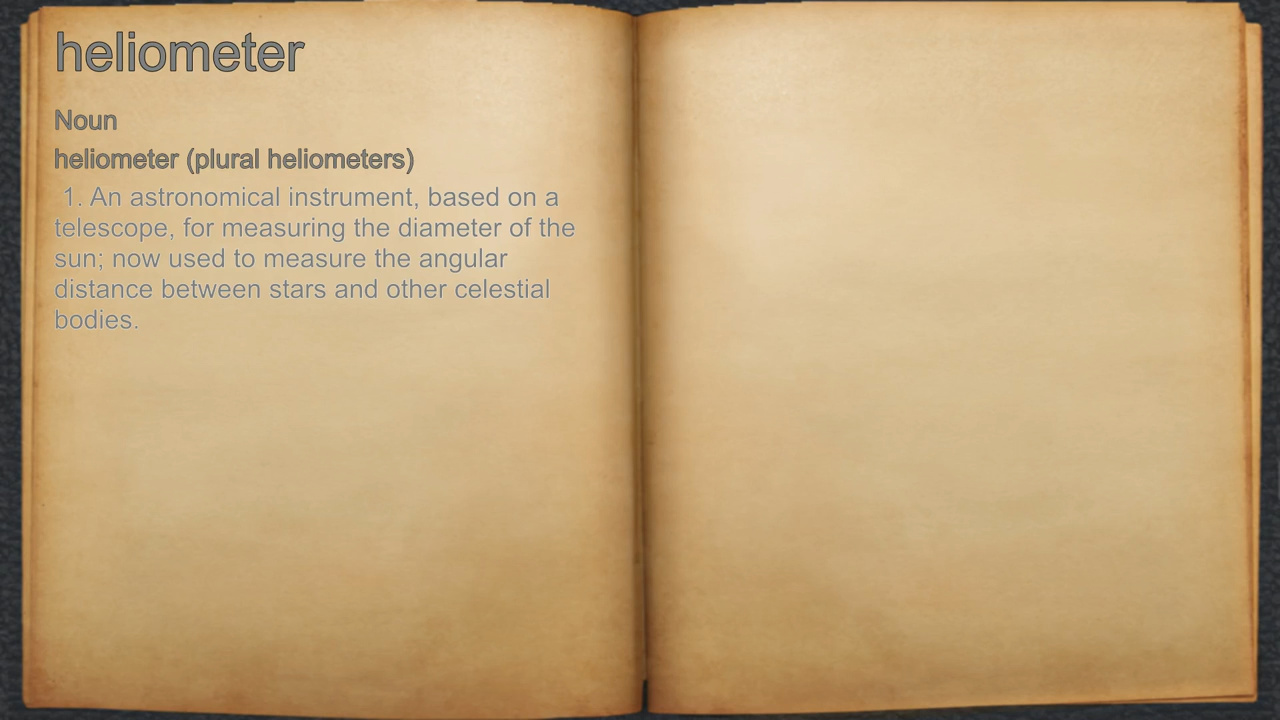 heliometer
Noun
heliometer (plural heliometers)
1. An astronomical instrument, based on a
telescope, for measuring the diameter of the
sun; now used to measure the angular
distance between stars and other celestial
bodies.